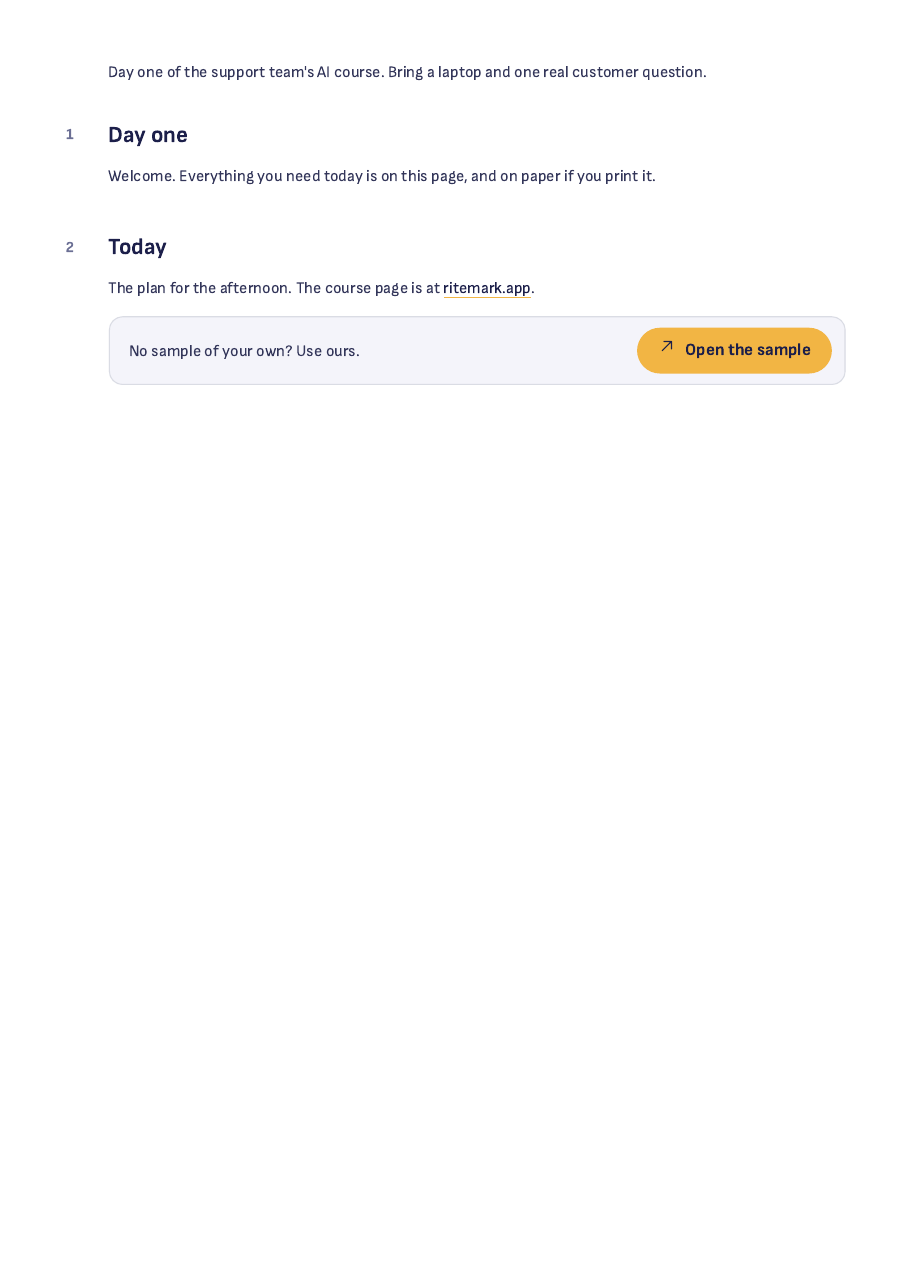 Day one of the support team's AI course. Bring a laptop and one real customer question.
1 Day one
Welcome. Everything you need today is on this page, and on paper if you print it.
2 Today
The plan for the afternoon. The course page is at ritemark.app.
No sample of your own? Use ours. Open the sample